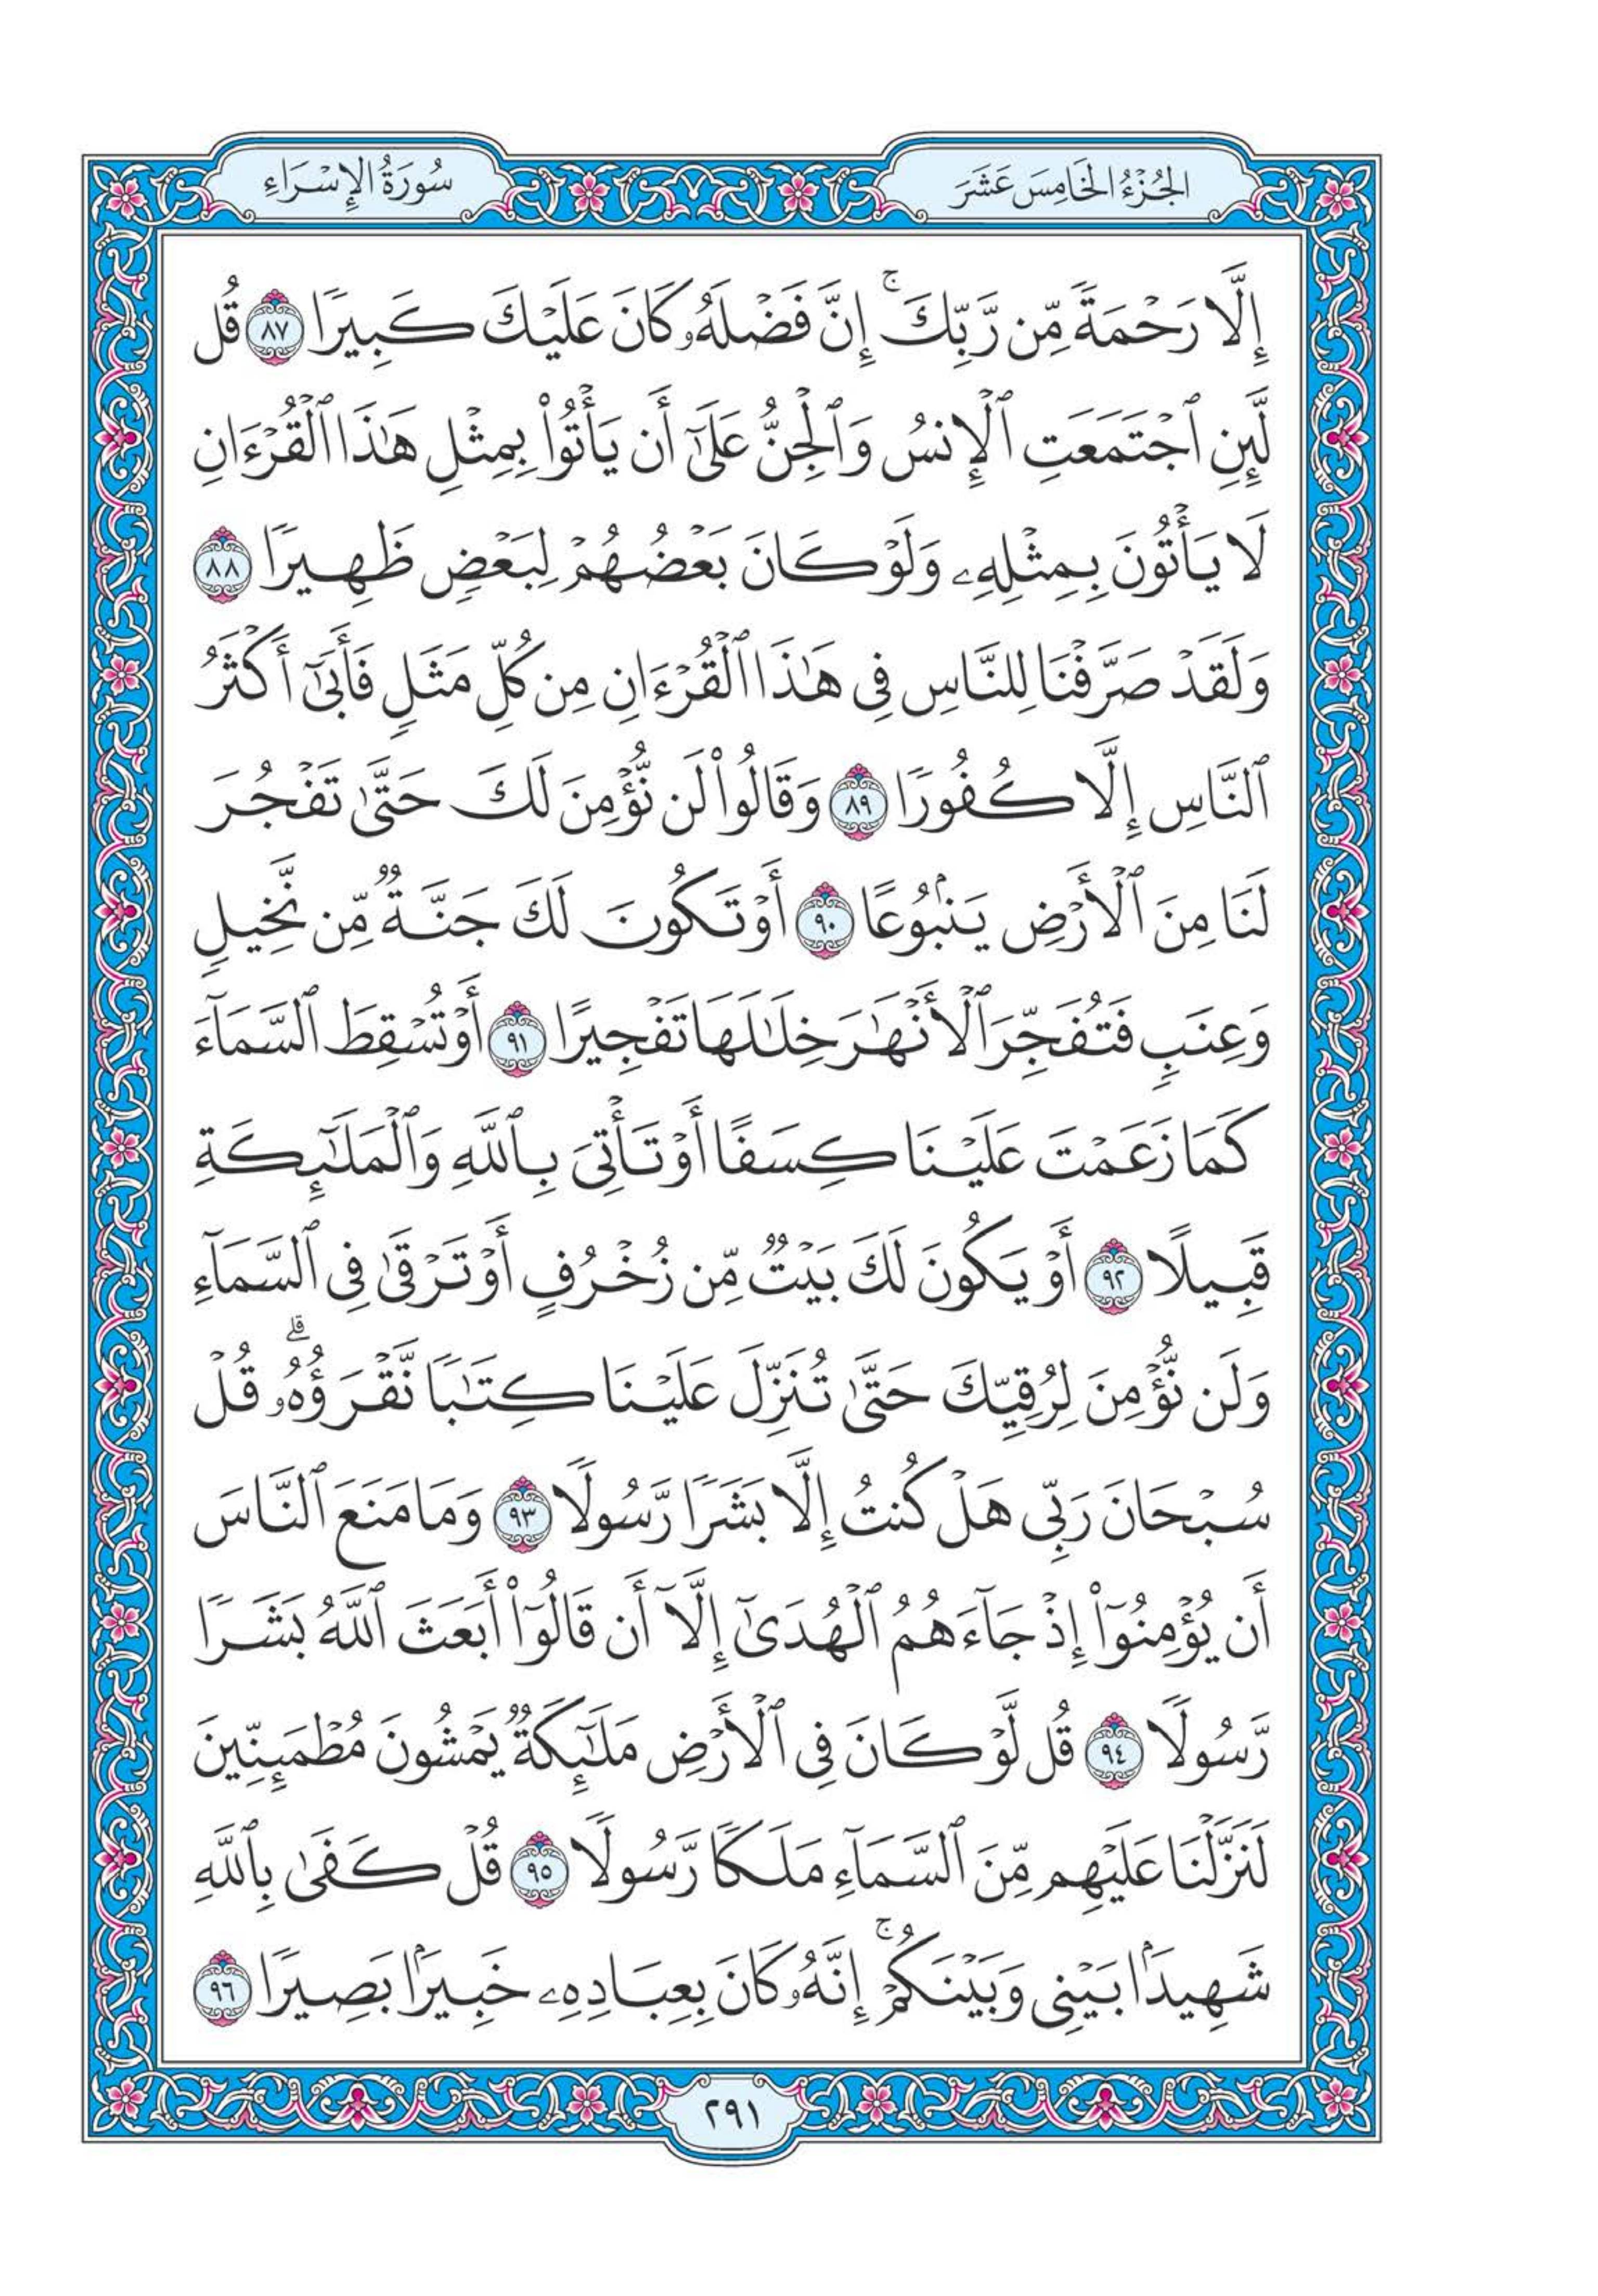 الجُزْءُ الخَامِسَ عَشَرَ
سُورَةُ الإِسْرَاءِ
إِلَّا رَحْمَةً مِّن رَّبِّكَ ۚ إِنَّ فَضْلَهُۥ كَانَ عَلَيْكَ كَبِيرًا ٨٧ قُل
لَّئِنِ ٱجْتَمَعَتِ ٱلْإِنسُ وَٱلْجِنُّ عَلَىٰٓ أَن يَأْتُوا۟ بِمِثْلِ هَٰذَا ٱلْقُرْءَانِ
لَا يَأْتُونَ بِمِثْلِهِۦ وَلَوْ كَانَ بَعْضُهُمْ لِبَعْضٍ ظَهِيرًا ٨٨
وَلَقَدْ صَرَّفْنَا لِلنَّاسِ فِى هَٰذَا ٱلْقُرْءَانِ مِن كُلِّ مَثَلٍ فَأَبَىٰٓ أَكْثَرُ
ٱلنَّاسِ إِلَّا كُفُورًا ٨٩ وَقَالُوا۟ لَن نُّؤْمِنَ لَكَ حَتَّىٰ تَفْجُرَ
لَنَا مِنَ ٱلْأَرْضِ يَنۢبُوعًا ٩٠ أَوْ تَكُونَ لَكَ جَنَّةٌ مِّن نَّخِيلٍ
وَعِنَبٍ فَتُفَجِّرَ ٱلْأَنْهَٰرَ خِلَٰلَهَا تَفْجِيرًا ٩١ أَوْ تُسْقِطَ ٱلسَّمَآءَ
كَمَا زَعَمْتَ عَلَيْنَا كِسَفًا أَوْ تَأْتِىَ بِٱللَّهِ وَٱلْمَلَٰٓئِكَةِ
قَبِيلًا ٩٢ أَوْ يَكُونَ لَكَ بَيْتٌ مِّن زُخْرُفٍ أَوْ تَرْقَىٰ فِى ٱلسَّمَآءِ
وَلَن نُّؤْمِنَ لِرُقِيِّكَ حَتَّىٰ تُنَزِّلَ عَلَيْنَا كِتَٰبًا نَّقْرَؤُهُۥ ۗ قُلْ
سُبْحَانَ رَبِّى هَلْ كُنتُ إِلَّا بَشَرًا رَّسُولًا ٩٣ وَمَا مَنَعَ ٱلنَّاسَ
أَن يُؤْمِنُوٓا۟ إِذْ جَآءَهُمُ ٱلْهُدَىٰٓ إِلَّآ أَن قَالُوٓا۟ أَبَعَثَ ٱللَّهُ بَشَرًا
رَّسُولًا ٩٤ قُل لَّوْ كَانَ فِى ٱلْأَرْضِ مَلَٰٓئِكَةٌ يَمْشُونَ مُطْمَئِنِّينَ
لَنَزَّلْنَا عَلَيْهِم مِّنَ ٱلسَّمَآءِ مَلَكًا رَّسُولًا ٩٥ قُلْ كَفَىٰ بِٱللَّهِ
شَهِيدًۢا بَيْنِى وَبَيْنَكُمْ ۚ إِنَّهُۥ كَانَ بِعِبَادِهِۦ خَبِيرًۢا بَصِيرًا ٩٦
٢٩١